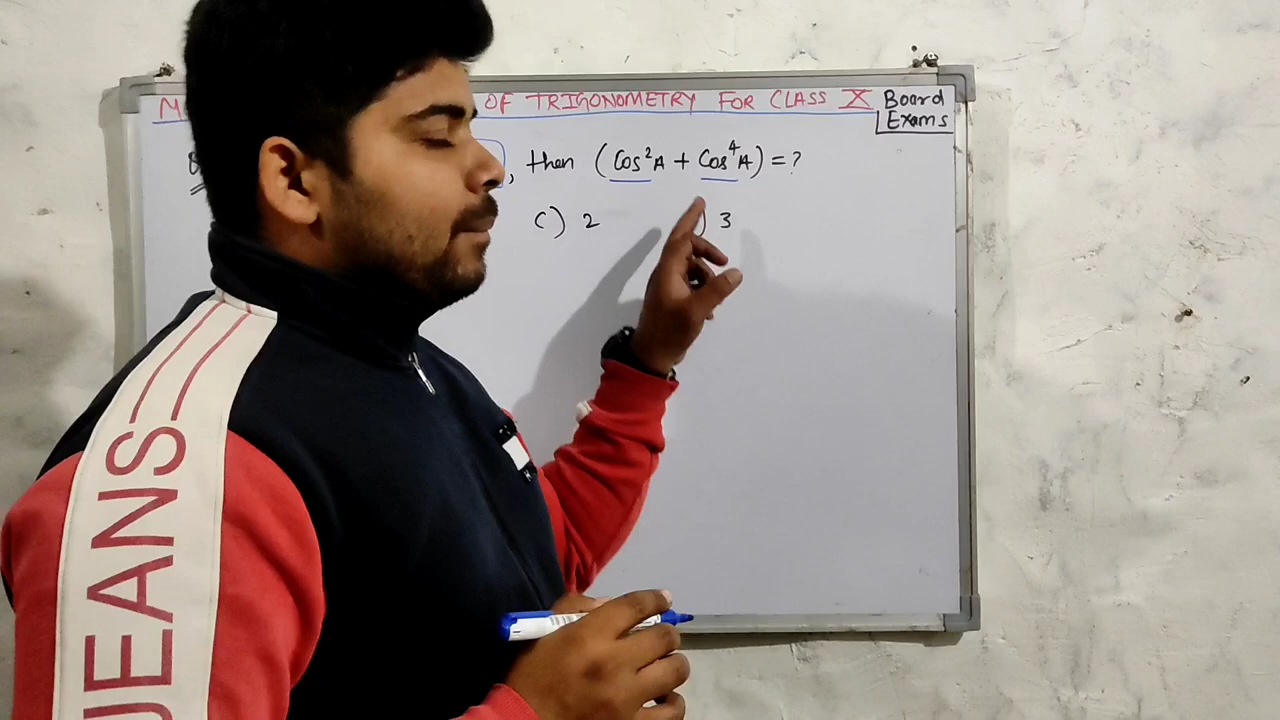 OF TRIGONOMETRY FOR CLASS X Board Exams
, then (Cos²A + Cos⁴A) = ?
C) 2 ) 3
JEANS